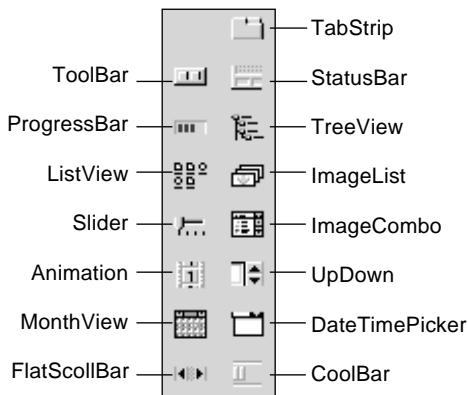 TabStrip
ToolBar
StatusBar
ProgressBar
TreeView
ListView
ImageList
Slider
ImageCombo
Animation
UpDown
MonthView
DateTimePicker
FlatScollBar
CoolBar